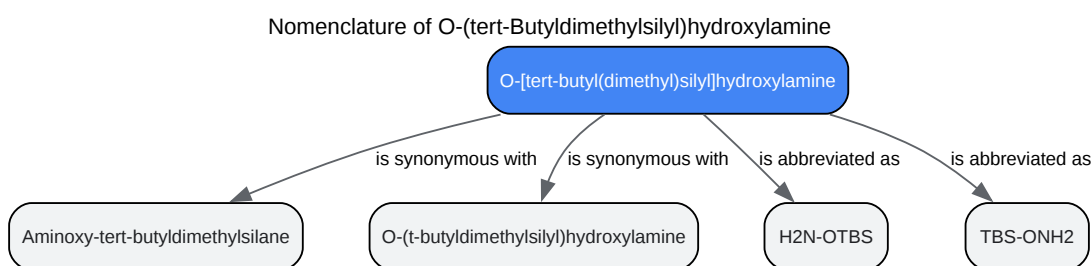 Nomenclature of O-(tert-Butyldimethylsilyl)hydroxylamine
O-[tert-butyl(dimethyl)silyl]hydroxylamine
is synonymous with
is synonymous with
is abbreviated as
is abbreviated as
Aminoxy-tert-butyldimethylsilane
O-(t-butyldimethylsilyl)hydroxylamine
H2N-OTBS
TBS-ONH2